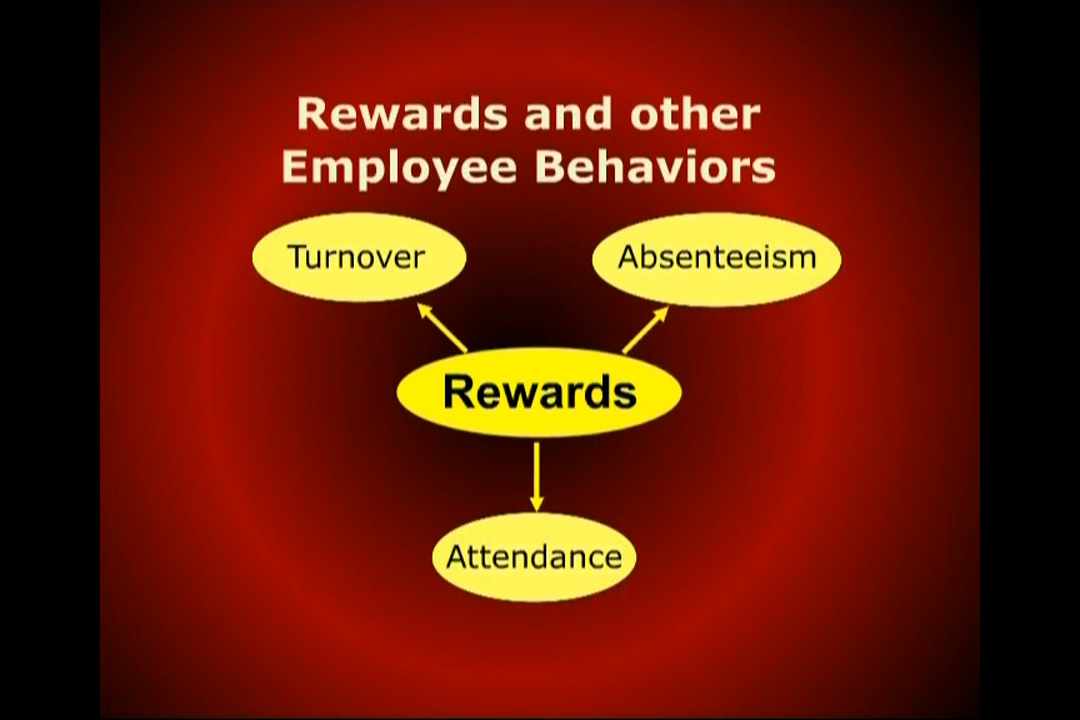 Rewards and other
Employee Behaviors
Turnover
Absenteeism
Rewards
Attendance